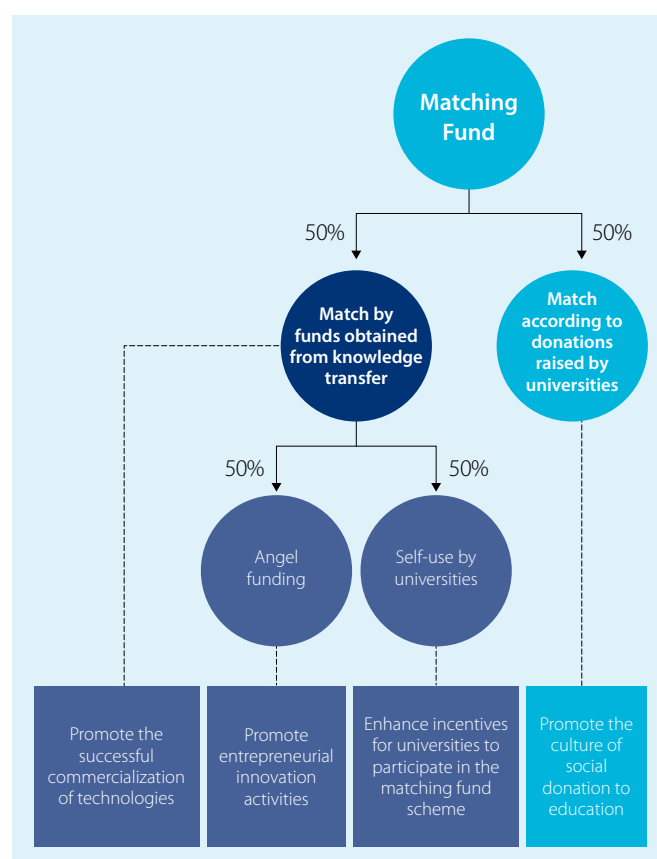 Matching
Fund
50%
50%
Match by
funds obtained
from knowledge
transfer
Match
according to
donations
raised by
universities
50%
50%
Angel
funding
Self-use by
universities
Promote the
successful
commercialization
of technologies
Promote
entrepreneurial
innovation
activities
Enhance incentives
for universities to
participate in the
matching fund
scheme
Promote the
culture of
social
donation to
education